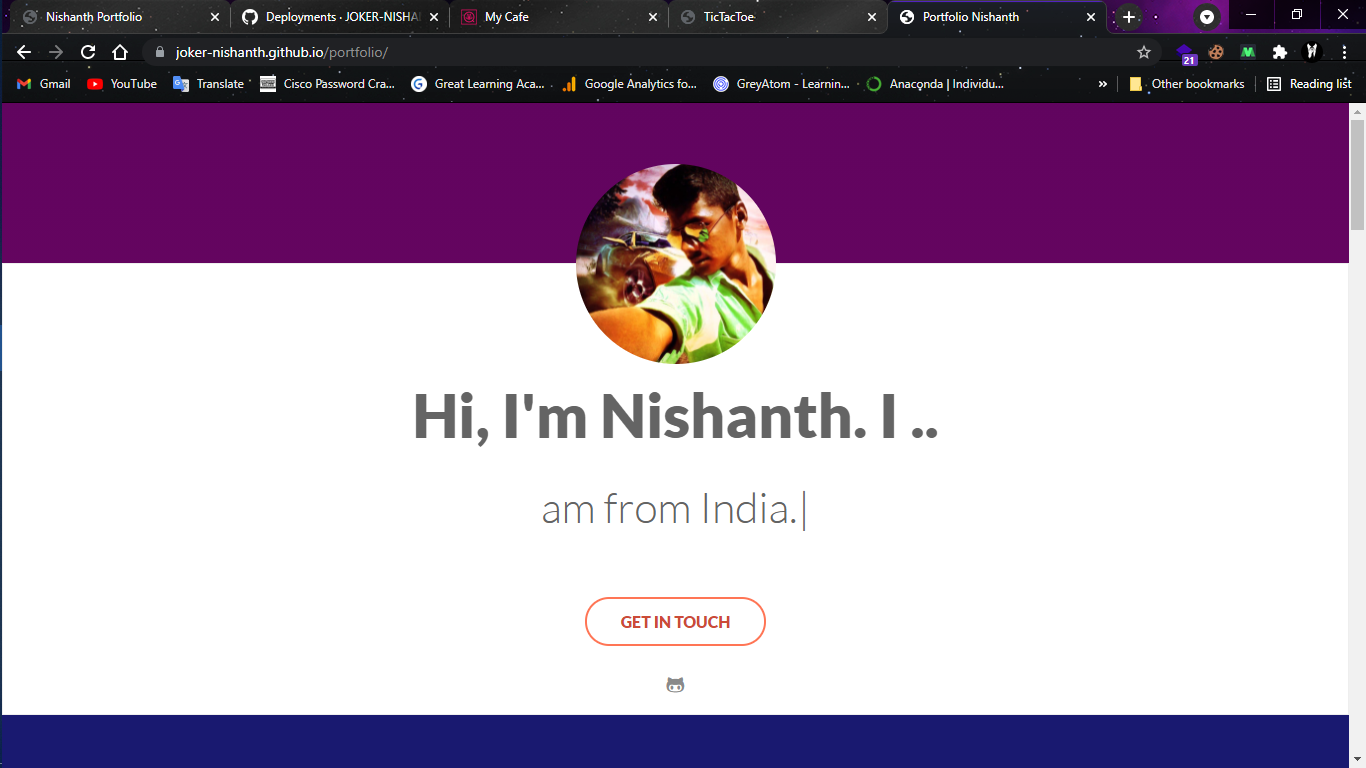 Nishanth Portfolio
Deployments · JOKER-NISHA
My Cafe
TicTacToe
Portfolio Nishanth
joker-nishanth.github.io/portfolio/
21
Gmail
YouTube
Translate
Cisco Password Cra...
Great Learning Aca...
Google Analytics fo...
GreyAtom - Learnin...
Anaconda | Individu...
»
Other bookmarks
Reading list
Hi, I'm Nishanth. I ..
am from India.|
GET IN TOUCH